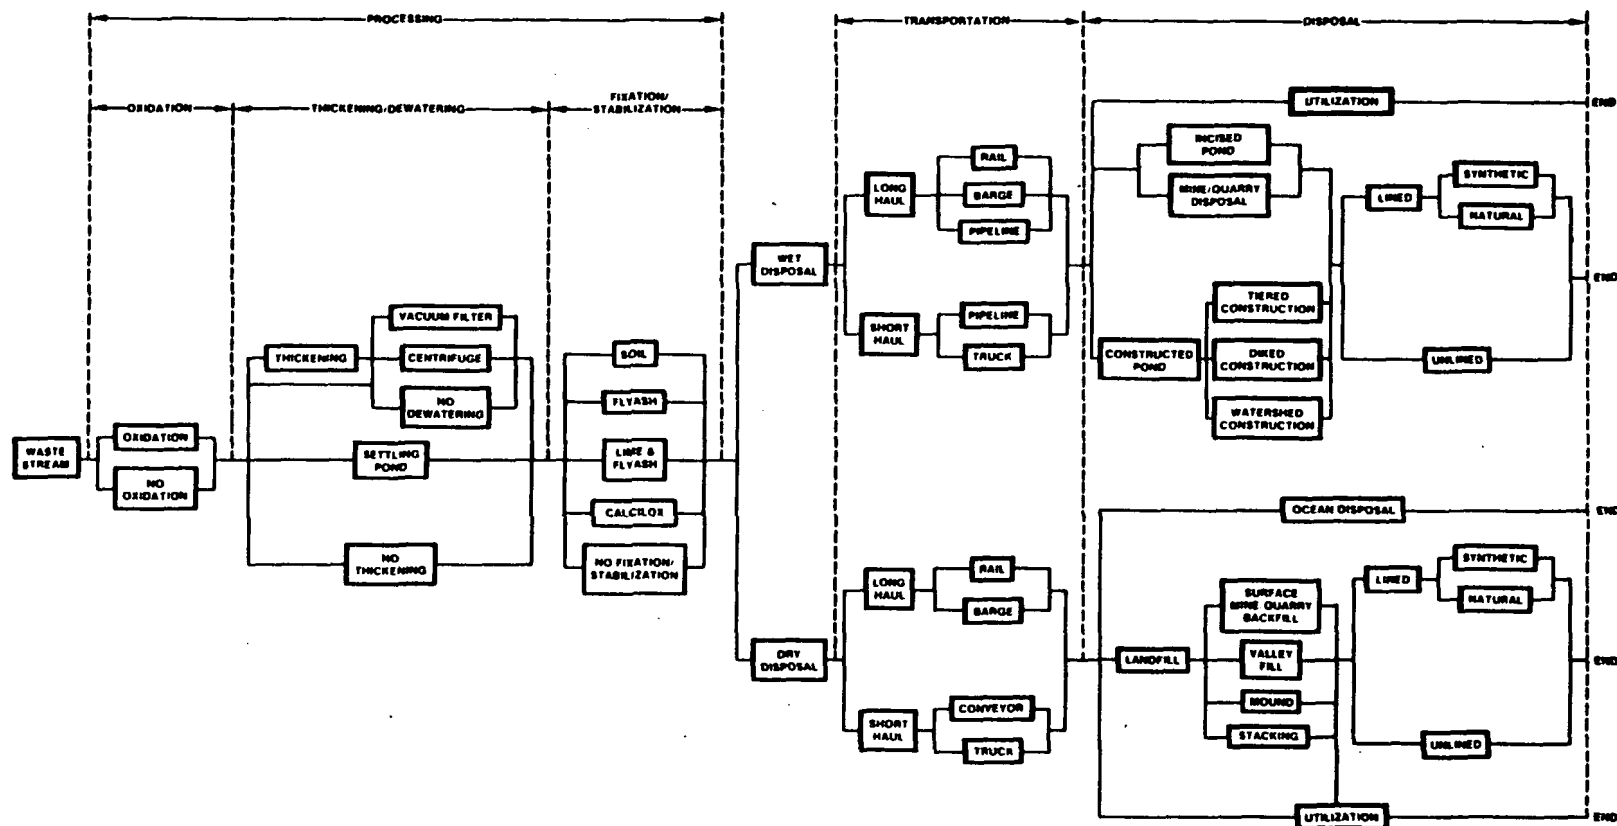 PROCESSING
TRANSPORTATION
DISPOSAL
OXIDATION
THICKENING/DEWATERING
FIXATION/
STABILIZATION
WASTE
STREAM
OXIDATION
NO
OXIDATION
THICKENING
VACUUM FILTER
CENTRIFUGE
NO
DEWATERING
SETTLING
POND
NO
THICKENING
SOIL
FLYASH
LIME &
FLYASH
CALCILOX
NO FIXATION/
STABILIZATION
WET
DISPOSAL
LONG
HAUL
RAIL
BARGE
PIPELINE
SHORT
HAUL
PIPELINE
TRUCK
UTILIZATION
END
INCISED
POND
MINE/QUARRY
DISPOSAL
CONSTRUCTED
POND
TIERED
CONSTRUCTION
DIKED
CONSTRUCTION
WATERSHED
CONSTRUCTION
LINED
SYNTHETIC
NATURAL
UNLINED
END
DRY
DISPOSAL
LONG
HAUL
RAIL
BARGE
SHORT
HAUL
CONVEYOR
TRUCK
OCEAN DISPOSAL
END
LANDFILL
SURFACE
MINE QUARRY
BACKFILL
VALLEY
FILL
MOUND
STACKING
LINED
SYNTHETIC
NATURAL
UNLINED
END
UTILIZATION
END